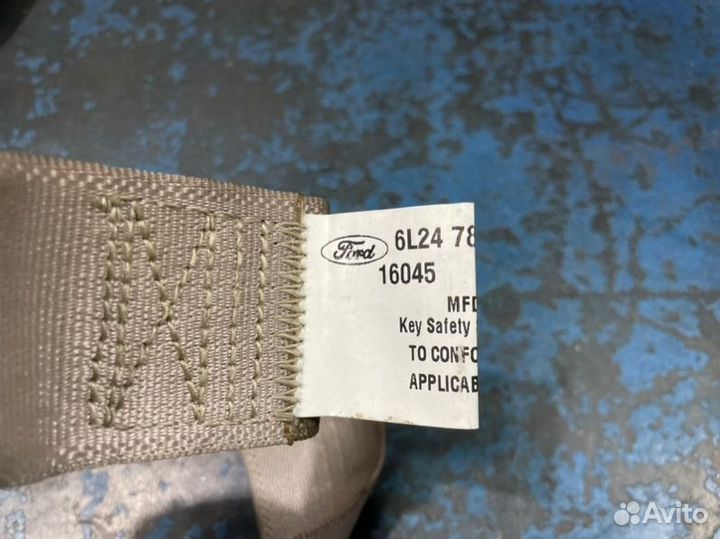 Ford 6L24 78
16045
MFD
Key Safety
TO CONFO
APPLICAB
Avito